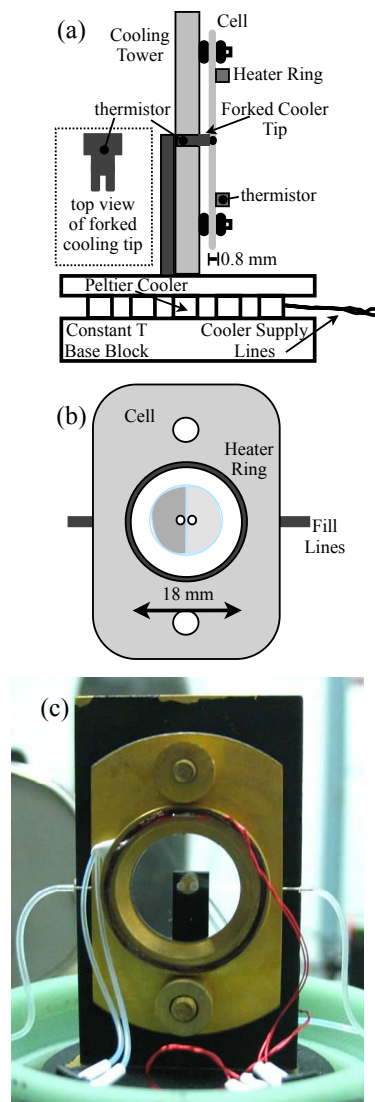 (a)
Cooling
Tower
Cell
Heater Ring
thermistor
Forked Cooler
Tip
top view
of forked
cooling tip
thermistor
0.8 mm
Peltier Cooler
Constant T
Base Block
Cooler Supply
Lines
(b)
Cell
Heater
Ring
Fill
Lines
18 mm
(c)